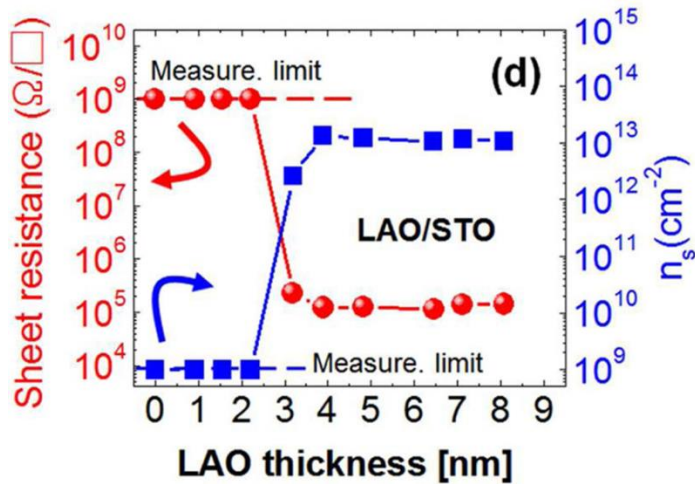 Sheet resistance (Ω/□)
10¹⁰
10⁹
10⁸
10⁷
10⁶
10⁵
10⁴
Measure. limit
(d)
LAO/STO
Measure. limit
10¹⁵
10¹⁴
10¹³
10¹²
10¹¹
10¹⁰
10⁹
nₛ(cm⁻²)
0 1 2 3 4 5 6 7 8 9
LAO thickness [nm]